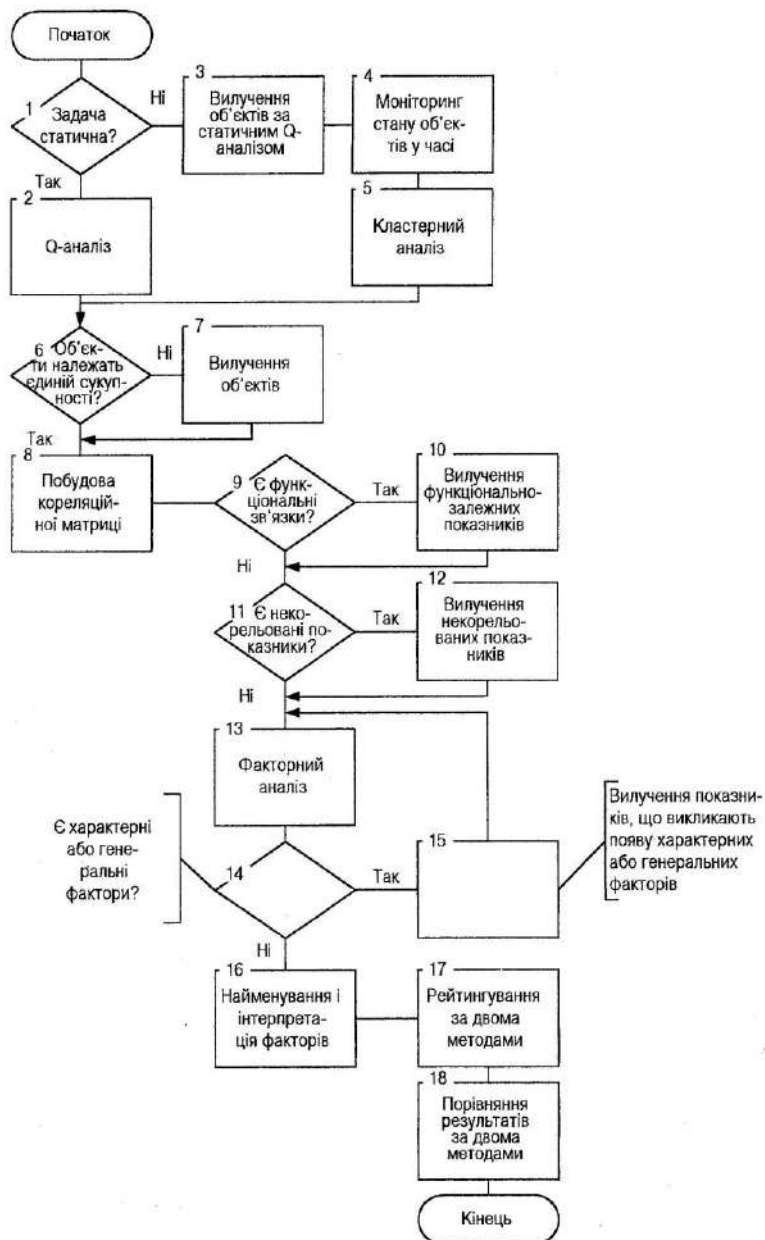 Початок
1
Задача
статична?
Ні
Так
3
Вилучення
об'єктів за
статичним Q-
аналізом
4
Моніторинг
стану об'єк-
тів у часі
2
Q-аналіз
5
Кластерний
аналіз
6 Об'єк-
ти належать
єдиній сукуп-
ності?
Ні
Так
7
Вилучення
об'єктів
8
Побудова
кореляцій-
ної матриці
9 Є функ-
ціональні
зв'язки?
Так
Ні
10
Вилучення
функціонально-
залежних
показників
11 Є неко-
рельовані по-
казники?
Так
Ні
12
Вилучення
некорельо-
ваних показ-
ників
13
Факторний
аналіз
Є характерні
або гене-
ральні
фактори?
14
Так
Ні
15
Вилучення показни-
ків, що викликають
появу характерних
або генеральних
факторів
16
Найменування і
інтерпрета-
ція факторів
17
Рейтингування
за двома
методами
18
Порівняння
результатів
за двома
методами
Кінець